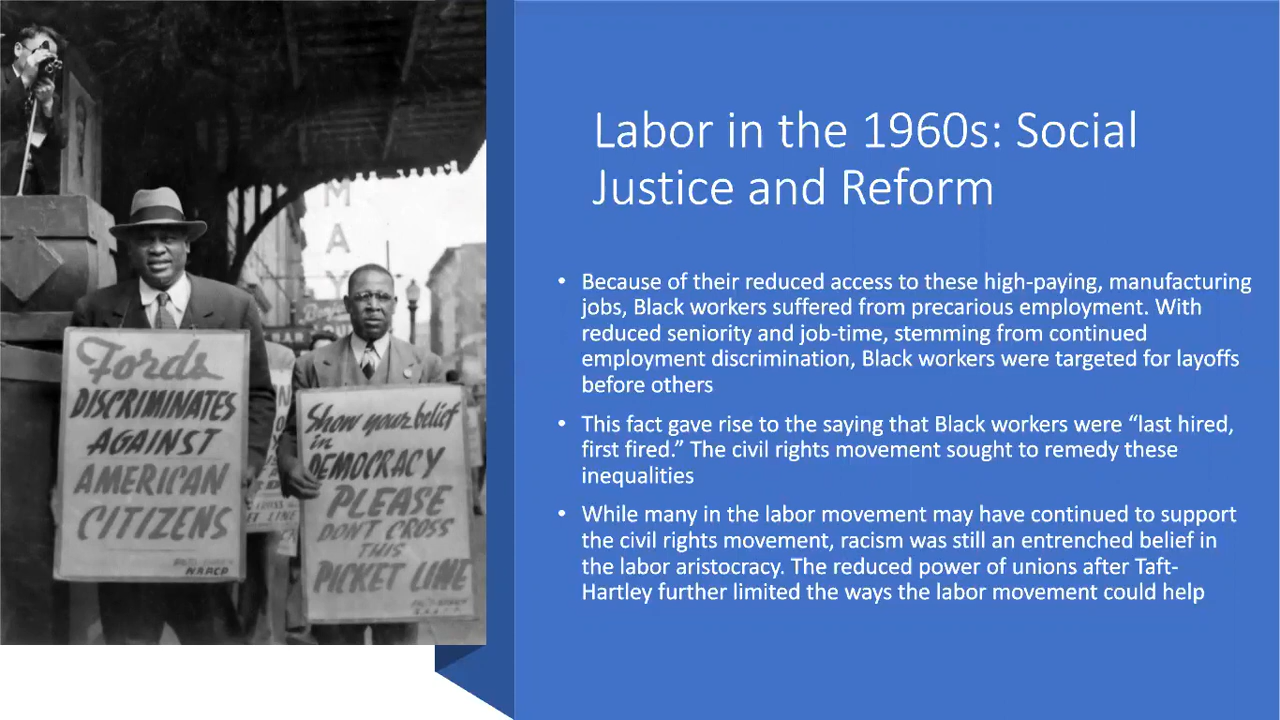 Labor in the 1960s: Social
Justice and Reform
• Because of their reduced access to these high-paying, manufacturing
jobs, Black workers suffered from precarious employment. With
reduced seniority and job-time, stemming from continued
employment discrimination, Black workers were targeted for layoffs
before others
• This fact gave rise to the saying that Black workers were “last hired,
first fired.” The civil rights movement sought to remedy these
inequalities
• While many in the labor movement may have continued to support
the civil rights movement, racism was still an entrenched belief in
the labor aristocracy. The reduced power of unions after Taft-
Hartley further limited the ways the labor movement could help
MAY
Fords
DISCRIMINATES
AGAINST
AMERICAN
CITIZENS
NAACP
Show your belief
in
DEMOCRACY
PLEASE
DON'T CROSS
THIS
PICKET LINE